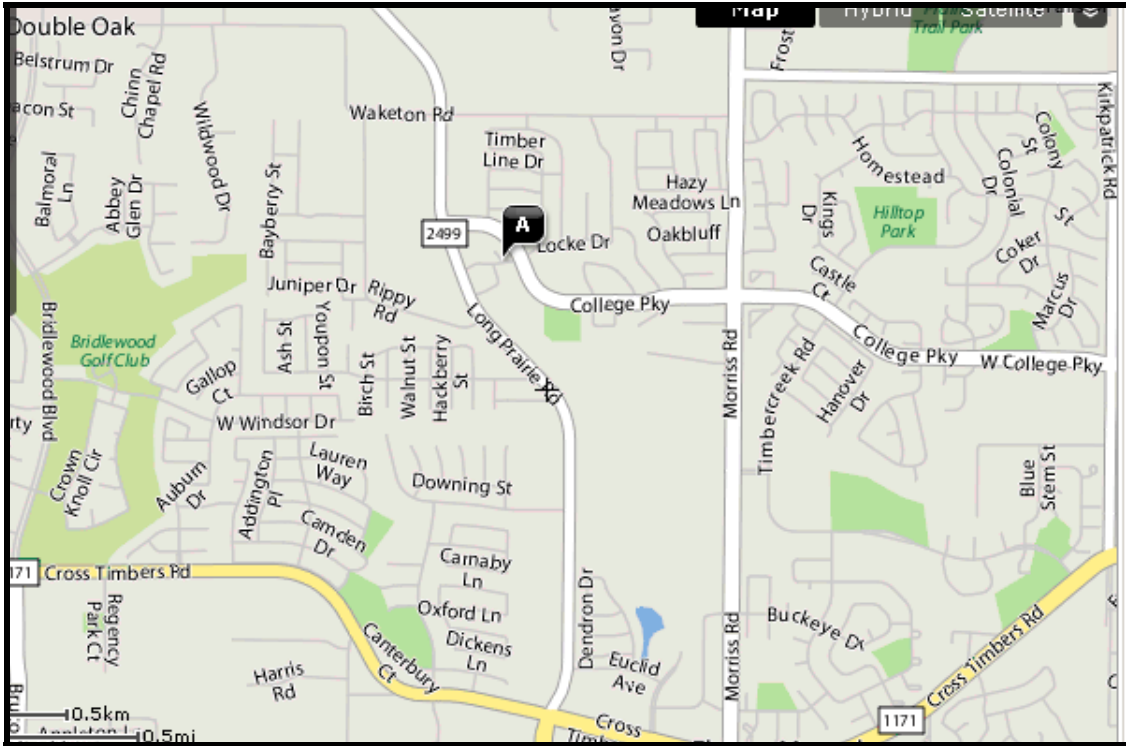 Double Oak
Map
Hybrid
Satellite
Trail Park
Belstrum Dr
Chinn
Chapel Rd
Frost
Kirkpatrick Rd
Waketon Rd
Wildwood Dr
Timber
Line Dr
Colony
St
Homestead
Colonial
Dr
St
Balmoral
Ln
Abbey
Glen Dr
Bayberry St
Hazy
Meadows Ln
Kings
Dr
Hilltop
Park
2499
A
Locke Dr
Oakbluff
Coker
Dr
Castle
Ct
Marcus
Dr
Juniper Dr
Rippy
Rd
College Pky
Bridlewood Blvd
Bridlewood
Golf Club
Ash St
Youpon St
Long Prairie Rd
Birch St
Walnut St
Hackberry
St
Gallop
Ct
Morriss Rd
College Pky
W College Pky
Timbercreek Rd
Hanover
Dr
W Windsor Dr
Crown
Knoll Cir
Auburn
Dr
Addington
Pl
Lauren
Way
Downing St
Blue
Stem St
Camden
Dr
171
Cross Timbers Rd
Carnaby
Ln
Regency
Park Ct
Oxford Ln
Dendron Dr
Dickens
Ln
Canterbury
Ct
Euclid
Ave
Morriss Rd
Buckeye Dr
Cross Timbers Rd
Harris
Rd
1171
Cross
0.5km
0.5mi